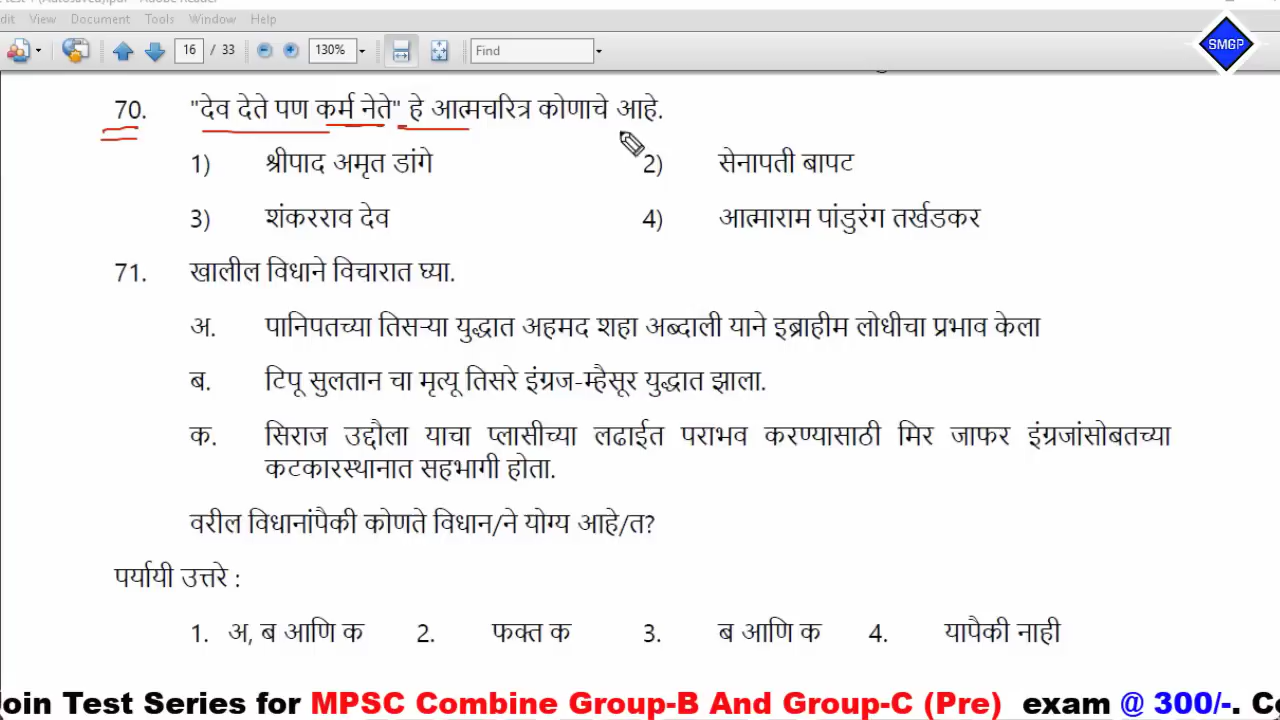 dit View Document Tools Window Help
16 / 33 130% Find
SMGP
70. "देव देते पण कर्म नेते" हे आत्मचरित्र कोणाचे आहे.
1) श्रीपाद अमृत डांगे 2) सेनापती बापट
3) शंकरराव देव 4) आत्माराम पांडुरंग तर्खडकर
71. खालील विधाने विचारात घ्या.
अ. पानिपतच्या तिसऱ्या युद्धात अहमद शहा अब्दाली याने इब्राहीम लोधीचा प्रभाव केला
ब. टिपू सुलतान चा मृत्यू तिसरे इंग्रज-म्हैसूर युद्धात झाला.
क. सिराज उद्दौला याचा प्लासीच्या लढाईत पराभव करण्यासाठी मिर जाफर इंग्रजांसोबतच्या
कटकारस्थानात सहभागी होता.
वरील विधानांपैकी कोणते विधान/ने योग्य आहे/त?
पर्यायी उत्तरे :
1. अ, ब आणि क 2. फक्त क 3. ब आणि क 4. यापैकी नाही
oin Test Series for MPSC Combine Group-B And Group-C (Pre) exam @ 300/-. Co